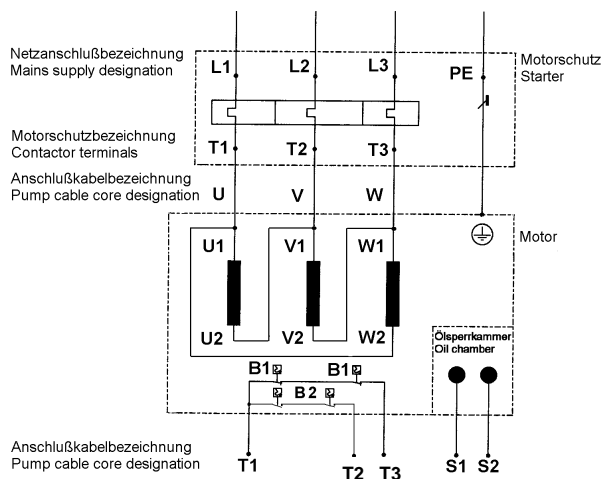 Netzanschlußbezeichnung
Mains supply designation
L1 L2 L3 PE
Motorschutz
Starter
Motorschutzbezeichnung
Contactor terminals
T1 T2 T3
Anschlußkabelbezeichnung
Pump cable core designation
U V W
Motor
U1 V1 W1
U2 V2 W2
Ölsperrkammer
Oil chamber
B1 B1
B2
Anschlußkabelbezeichnung
Pump cable core designation
T1 T2 T3 S1 S2